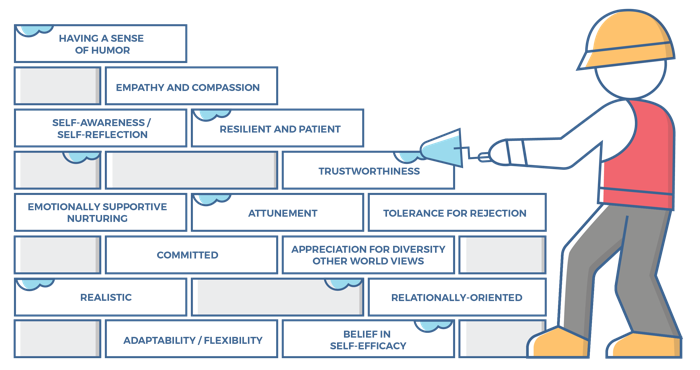 HAVING A SENSE
OF HUMOR
EMPATHY AND COMPASSION
SELF-AWARENESS /
SELF-REFLECTION
RESILIENT AND PATIENT
TRUSTWORTHINESS
EMOTIONALLY SUPPORTIVE
NURTURING
ATTUNEMENT
TOLERANCE FOR REJECTION
COMMITTED
APPRECIATION FOR DIVERSITY
OTHER WORLD VIEWS
REALISTIC
RELATIONALLY-ORIENTED
ADAPTABILITY / FLEXIBILITY
BELIEF IN
SELF-EFFICACY